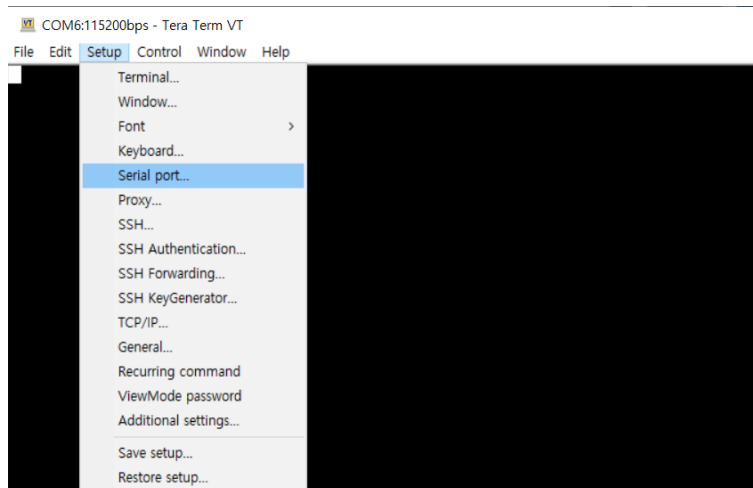 COM6:115200bps - Tera Term VT
File Edit Setup Control Window Help
Terminal...
Window...
Font
Keyboard...
Serial port...
Proxy...
SSH...
SSH Authentication...
SSH Forwarding...
SSH KeyGenerator...
TCP/IP...
General...
Recurring command
ViewMode password
Additional settings...
Save setup...
Restore setup...